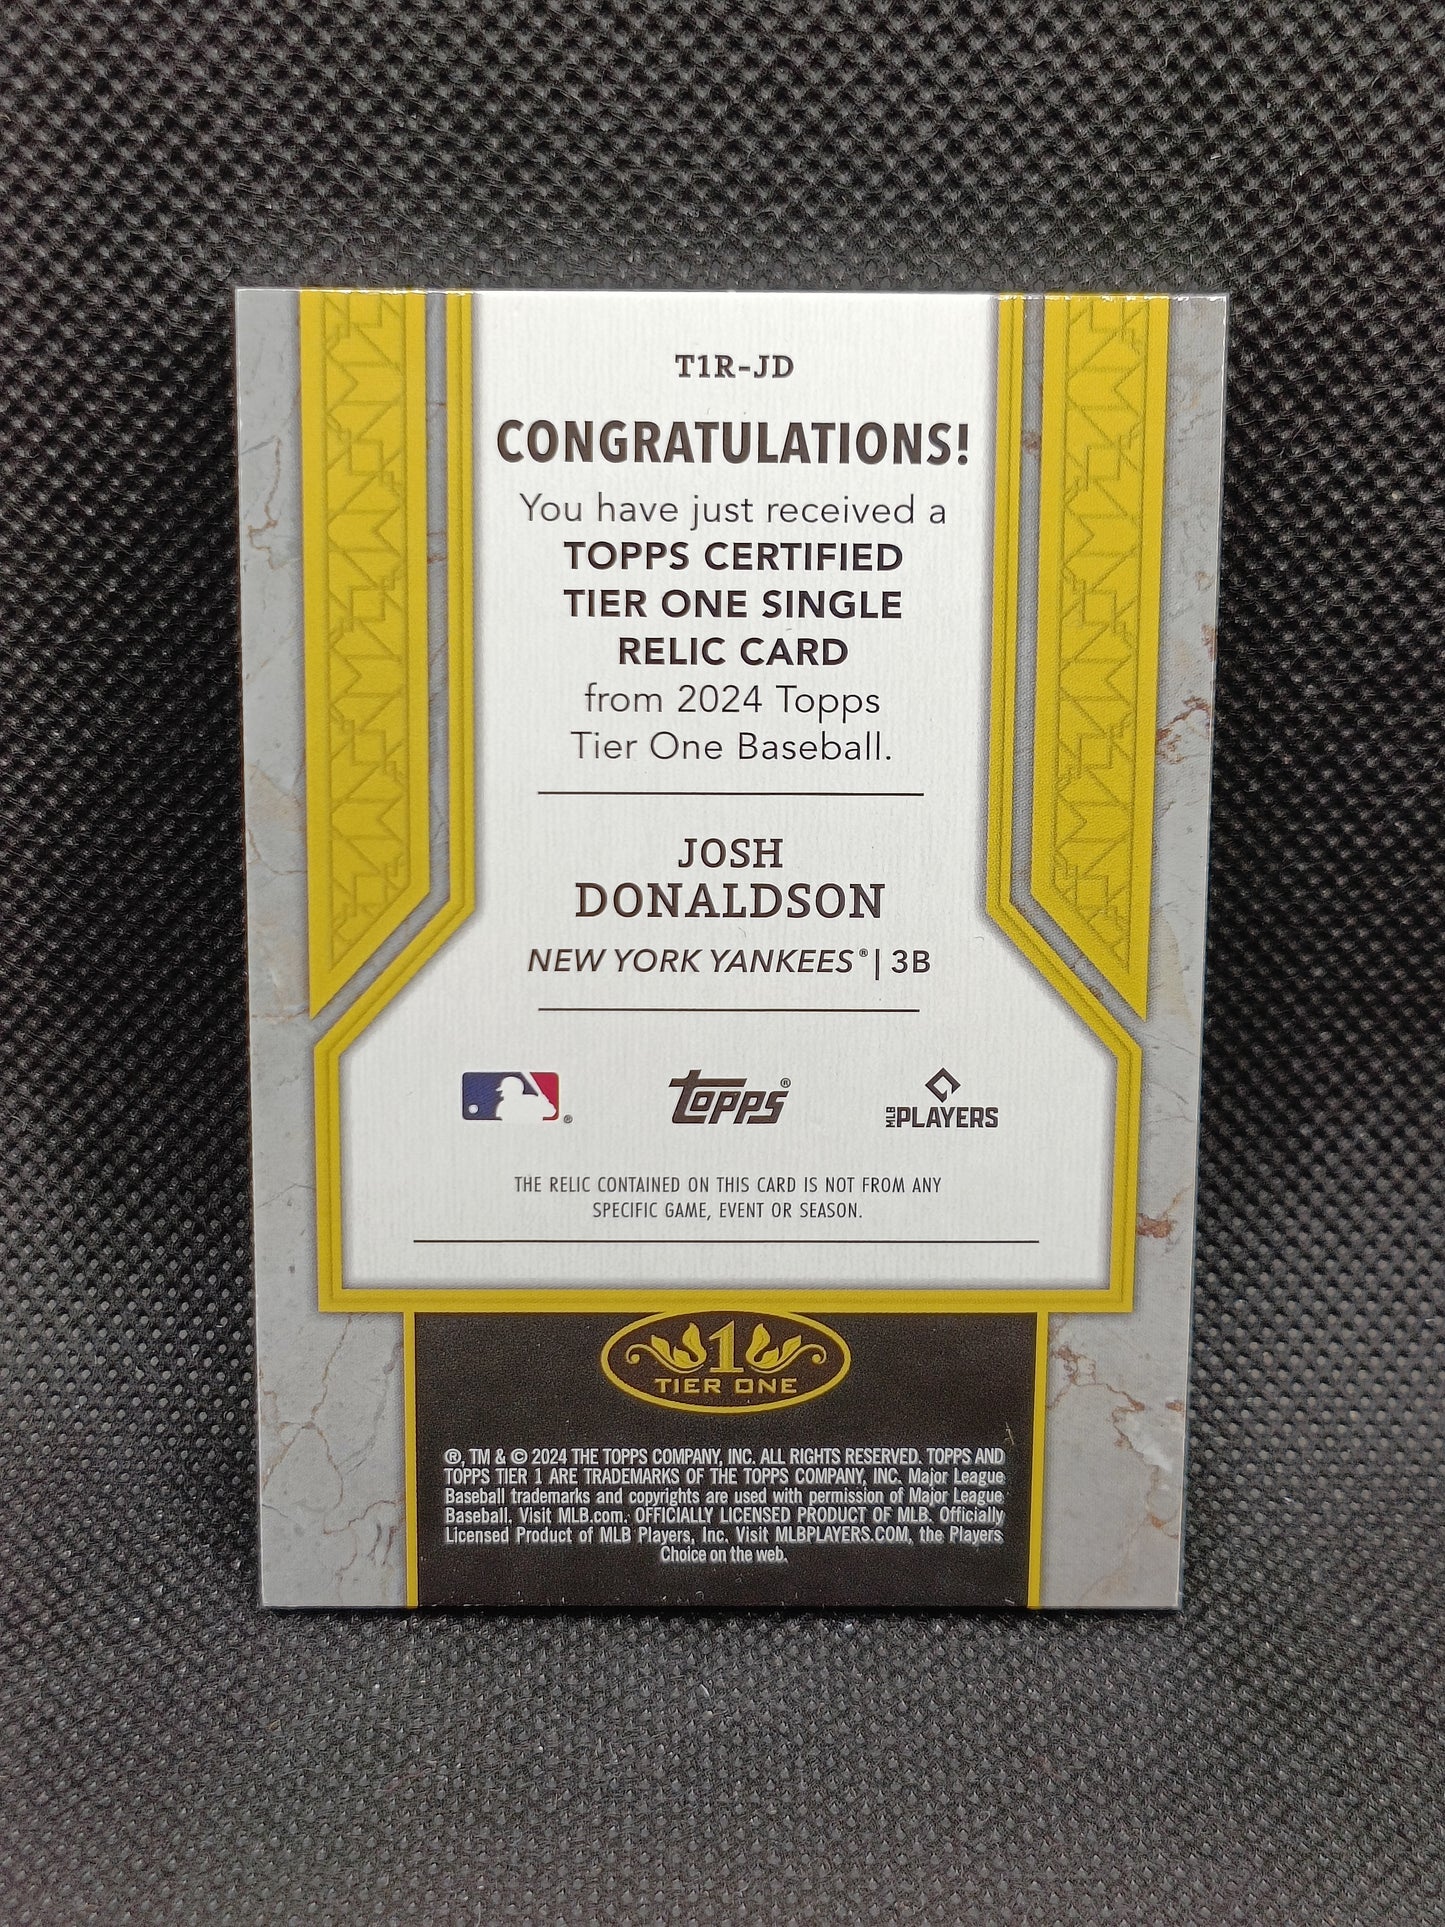 T1R-JD
CONGRATULATIONS!
You have just received a
TOPPS CERTIFIED
TIER ONE SINGLE
RELIC CARD
from 2024 Topps
Tier One Baseball.
JOSH
DONALDSON
NEW YORK YANKEES® | 3B
® topps® MLB PLAYERS
THE RELIC CONTAINED ON THIS CARD IS NOT FROM ANY
SPECIFIC GAME, EVENT OR SEASON.
1
TIER ONE
®, TM & © 2024 THE TOPPS COMPANY, INC. ALL RIGHTS RESERVED. TOPPS AND
TOPPS TIER 1 ARE TRADEMARKS OF THE TOPPS COMPANY, INC. Major League
Baseball trademarks and copyrights are used with permission of Major League
Baseball. Visit MLB.com. OFFICIALLY LICENSED PRODUCT OF MLB. Officially
Licensed Product of MLB Players, Inc. Visit MLBPLAYERS.COM, the Players
Choice on the web.